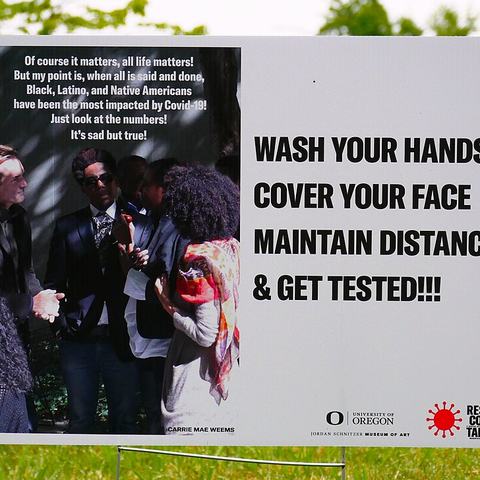 Of course it matters, all life matters!
But my point is, when all is said and done,
Black, Latino, and Native Americans
have been the most impacted by Covid-19!
Just look at the numbers!
It's sad but true!
CARRIE MAE WEEMS
WASH YOUR HANDS
COVER YOUR FACE
MAINTAIN DISTANC
& GET TESTED!!!
O UNIVERSITY OF
OREGON
JORDAN SCHNITZER MUSEUM OF ART
RES
CO
TA